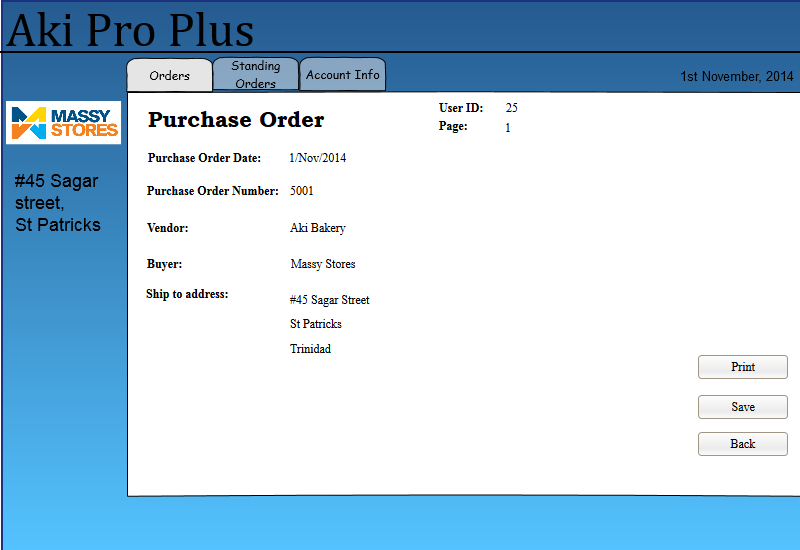 Aki Pro Plus
Orders
Standing
Orders
Account Info
1st November, 2014
MASSY
STORES
#45 Sagar
street,
St Patricks
Purchase Order
User ID: 25
Page: 1
Purchase Order Date: 1/Nov/2014
Purchase Order Number: 5001
Vendor: Aki Bakery
Buyer: Massy Stores
Ship to address: #45 Sagar Street
St Patricks
Trinidad
Print
Save
Back